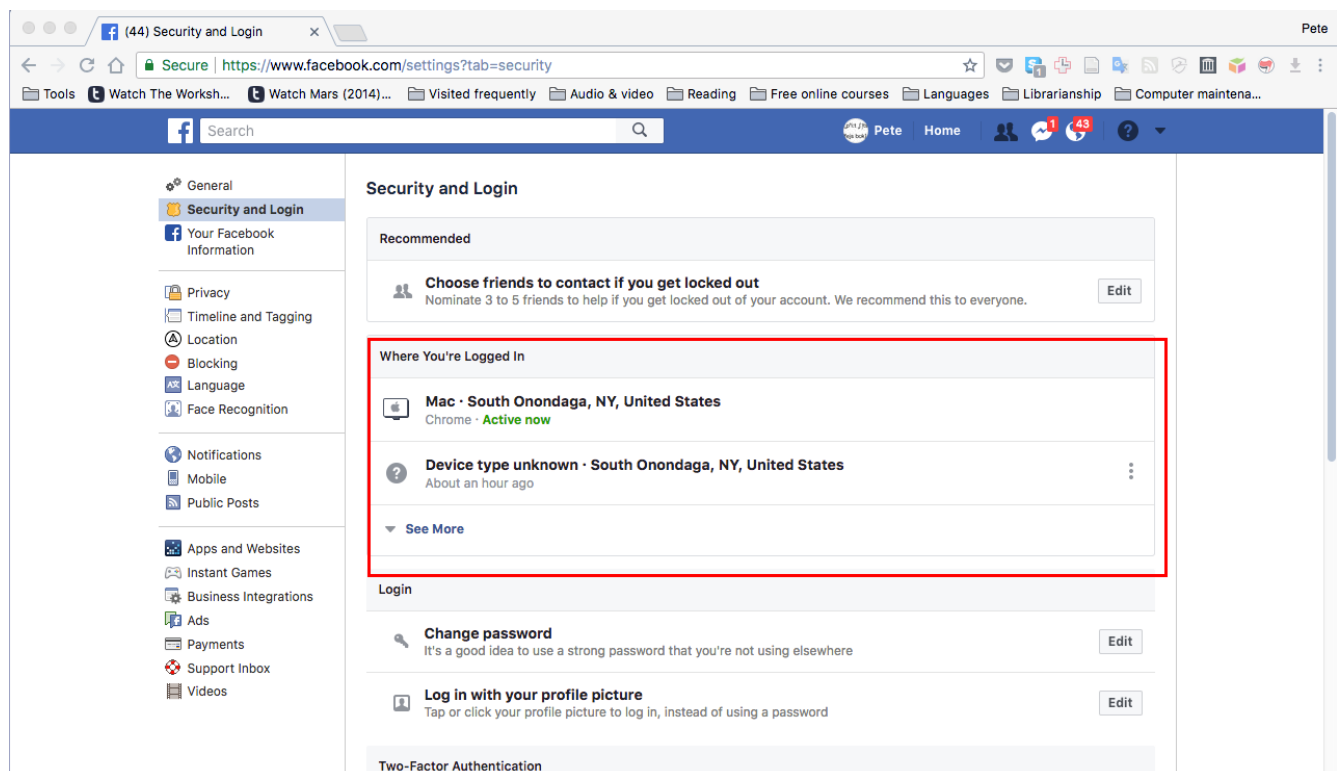 (44) Security and Login
Pete
Secure https://www.facebook.com/settings?tab=security
Tools Watch The Worksh... Watch Mars (2014)... Visited frequently Audio & video Reading Free online courses Languages Librarianship Computer maintena...
Search
Pete Home 1 43
General
Security and Login
Your Facebook
Information
Privacy
Timeline and Tagging
Location
Blocking
Language
Face Recognition
Notifications
Mobile
Public Posts
Apps and Websites
Instant Games
Business Integrations
Ads
Payments
Support Inbox
Videos
Security and Login
Recommended
Choose friends to contact if you get locked out
Nominate 3 to 5 friends to help if you get locked out of your account. We recommend this to everyone.
Edit
Where You're Logged In
Mac · South Onondaga, NY, United States
Chrome · Active now
Device type unknown · South Onondaga, NY, United States
About an hour ago
See More
Login
Change password
It's a good idea to use a strong password that you're not using elsewhere
Edit
Log in with your profile picture
Tap or click your profile picture to log in, instead of using a password
Edit
Two-Factor Authentication